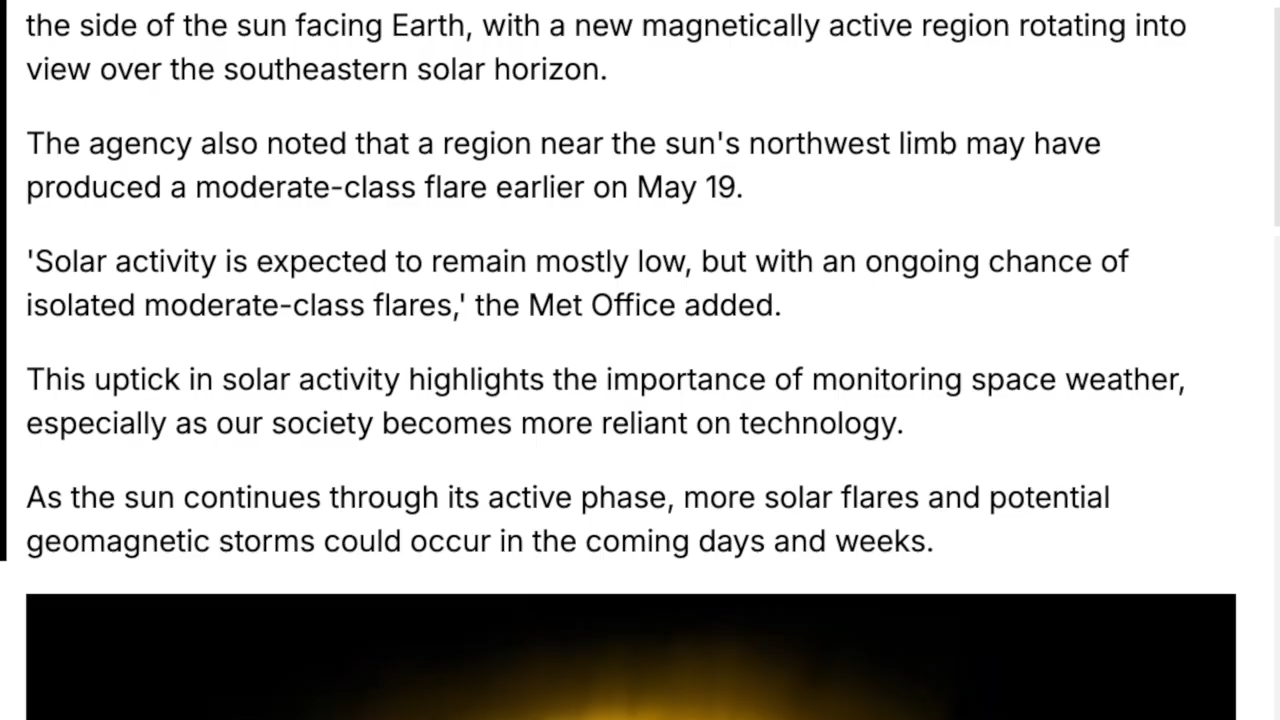 the side of the sun facing Earth, with a new magnetically active region rotating into
view over the southeastern solar horizon.
The agency also noted that a region near the sun's northwest limb may have
produced a moderate-class flare earlier on May 19.
'Solar activity is expected to remain mostly low, but with an ongoing chance of
isolated moderate-class flares,' the Met Office added.
This uptick in solar activity highlights the importance of monitoring space weather,
especially as our society becomes more reliant on technology.
As the sun continues through its active phase, more solar flares and potential
geomagnetic storms could occur in the coming days and weeks.